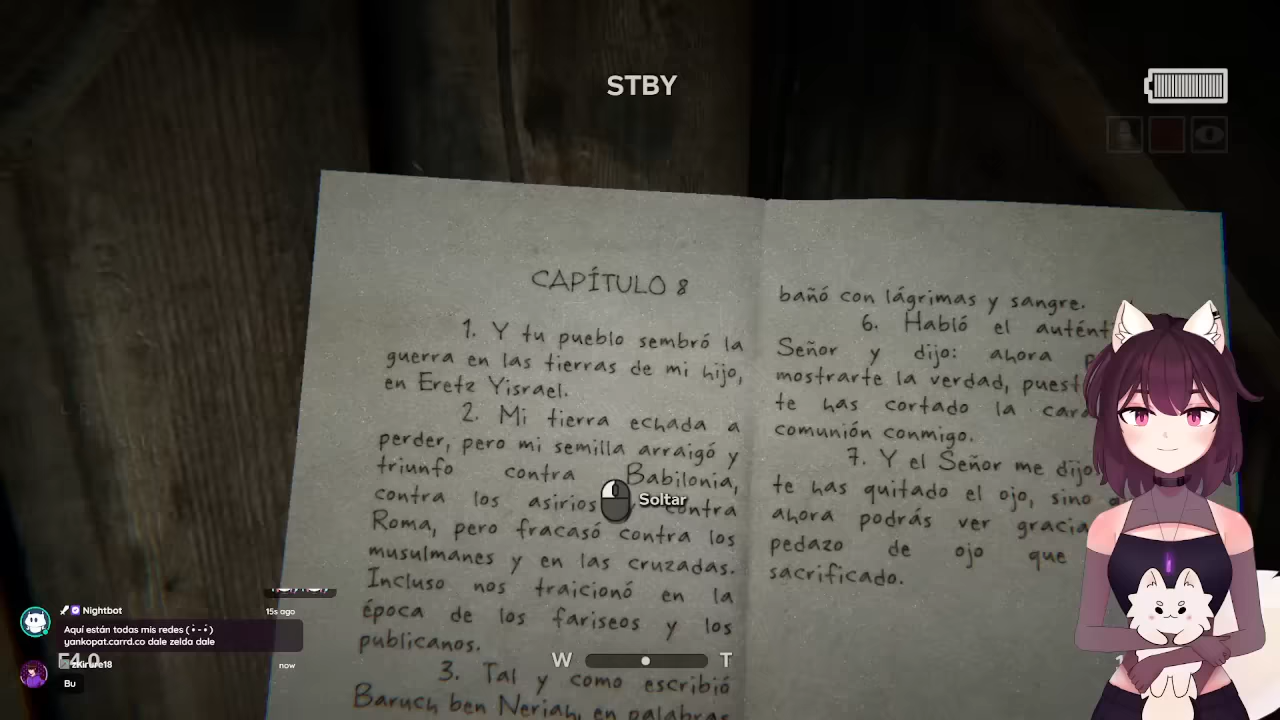 STBY
CAPÍTULO 8
1. Y tu pueblo sembró la
guerra en las tierras de mi hijo,
en Eretz Yisrael.
2. Mi tierra echada a
perder, pero mi semilla arraigó y
triunfo contra Babilonia,
contra los asirios contra
Roma, pero fracasó contra los
musulmanes y en las cruzadas.
Incluso nos traicionó en la
época de los fariseos y los
publicanos.
3. Tal y como escribió
Baruch ben Neriah, en palabras
bañó con lágrimas y sangre.
6. Habló el
Señor y dijo: ahora
mostrarte la verdad,
te has cortado la
comunión conmigo.
7. Y el Señor me dijo
te has quitado el ojo, sino
ahora podrás ver
pedazo de ojo que
sacrificado.
Soltar
W T
Nightbot 15s ago
Aquí están todas mis redes (•-•)
yankopat.carrd.co dale zelda dale
F4.0
now
Bu